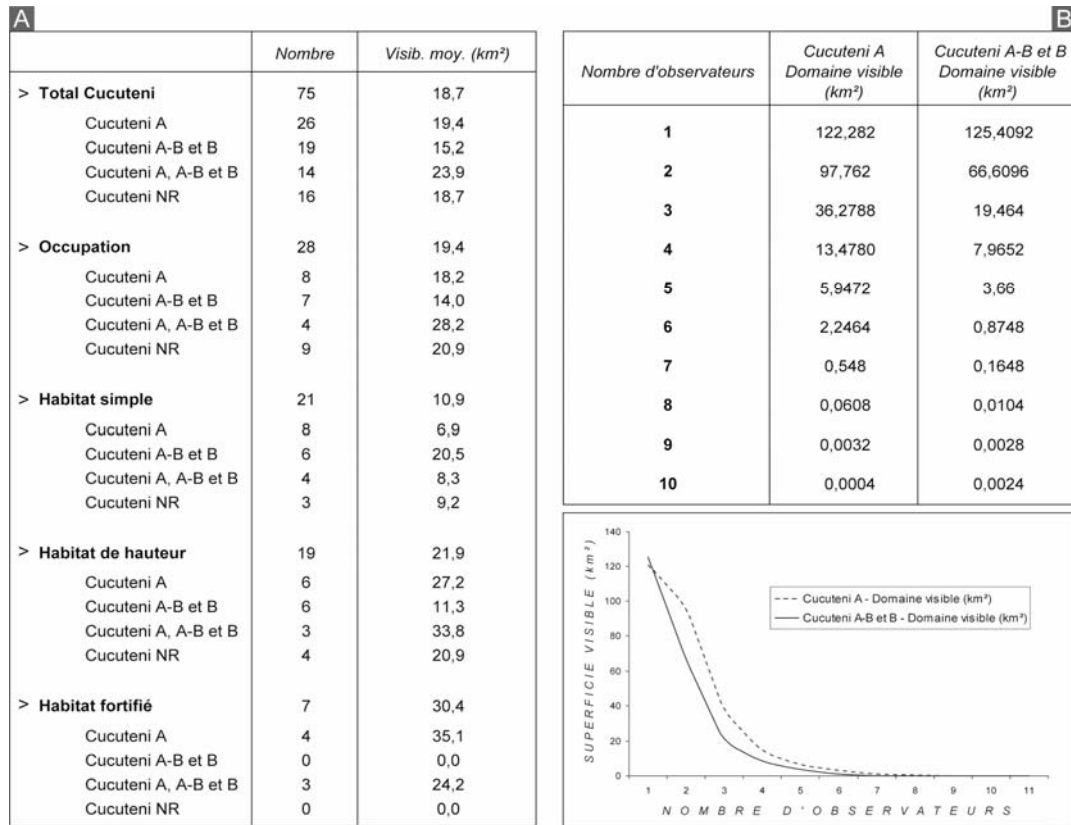 A
Nombre Visib. moy. (km²)
> Total Cucuteni 75 18,7
Cucuteni A 26 19,4
Cucuteni A-B et B 19 15,2
Cucuteni A, A-B et B 14 23,9
Cucuteni NR 16 18,7
> Occupation 28 19,4
Cucuteni A 8 18,2
Cucuteni A-B et B 7 14,0
Cucuteni A, A-B et B 4 28,2
Cucuteni NR 9 20,9
> Habitat simple 21 10,9
Cucuteni A 8 6,9
Cucuteni A-B et B 6 20,5
Cucuteni A, A-B et B 4 8,3
Cucuteni NR 3 9,2
> Habitat de hauteur 19 21,9
Cucuteni A 6 27,2
Cucuteni A-B et B 6 11,3
Cucuteni A, A-B et B 3 33,8
Cucuteni NR 4 20,9
> Habitat fortifié 7 30,4
Cucuteni A 4 35,1
Cucuteni A-B et B 0 0,0
Cucuteni A, A-B et B 3 24,2
Cucuteni NR 0 0,0
B
Nombre d'observateurs
Cucuteni A
Domaine visible
(km²)
Cucuteni A-B et B
Domaine visible
(km²)
1 122,282 125,4092
2 97,762 66,6096
3 36,2788 19,464
4 13,4780 7,9652
5 5,9472 3,66
6 2,2464 0,8748
7 0,548 0,1648
8 0,0608 0,0104
9 0,0032 0,0028
10 0,0004 0,0024
SUPERFICIE VISIBLE (km²)
140
120
100
80
60
40
20
0
Cucuteni A - Domaine visible (km²)
Cucuteni A-B et B - Domaine visible (km²)
1 2 3 4 5 6 7 8 9 10 11
NOMBRE D'OBSERVATEURS